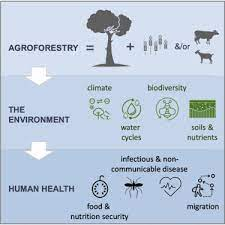 AGROFORESTRY = + &/or
climate biodiversity
THE
ENVIRONMENT
water
cycles
soils &
nutrients
infectious & non-
communicable disease
HUMAN HEALTH
food &
nutrition security
migration